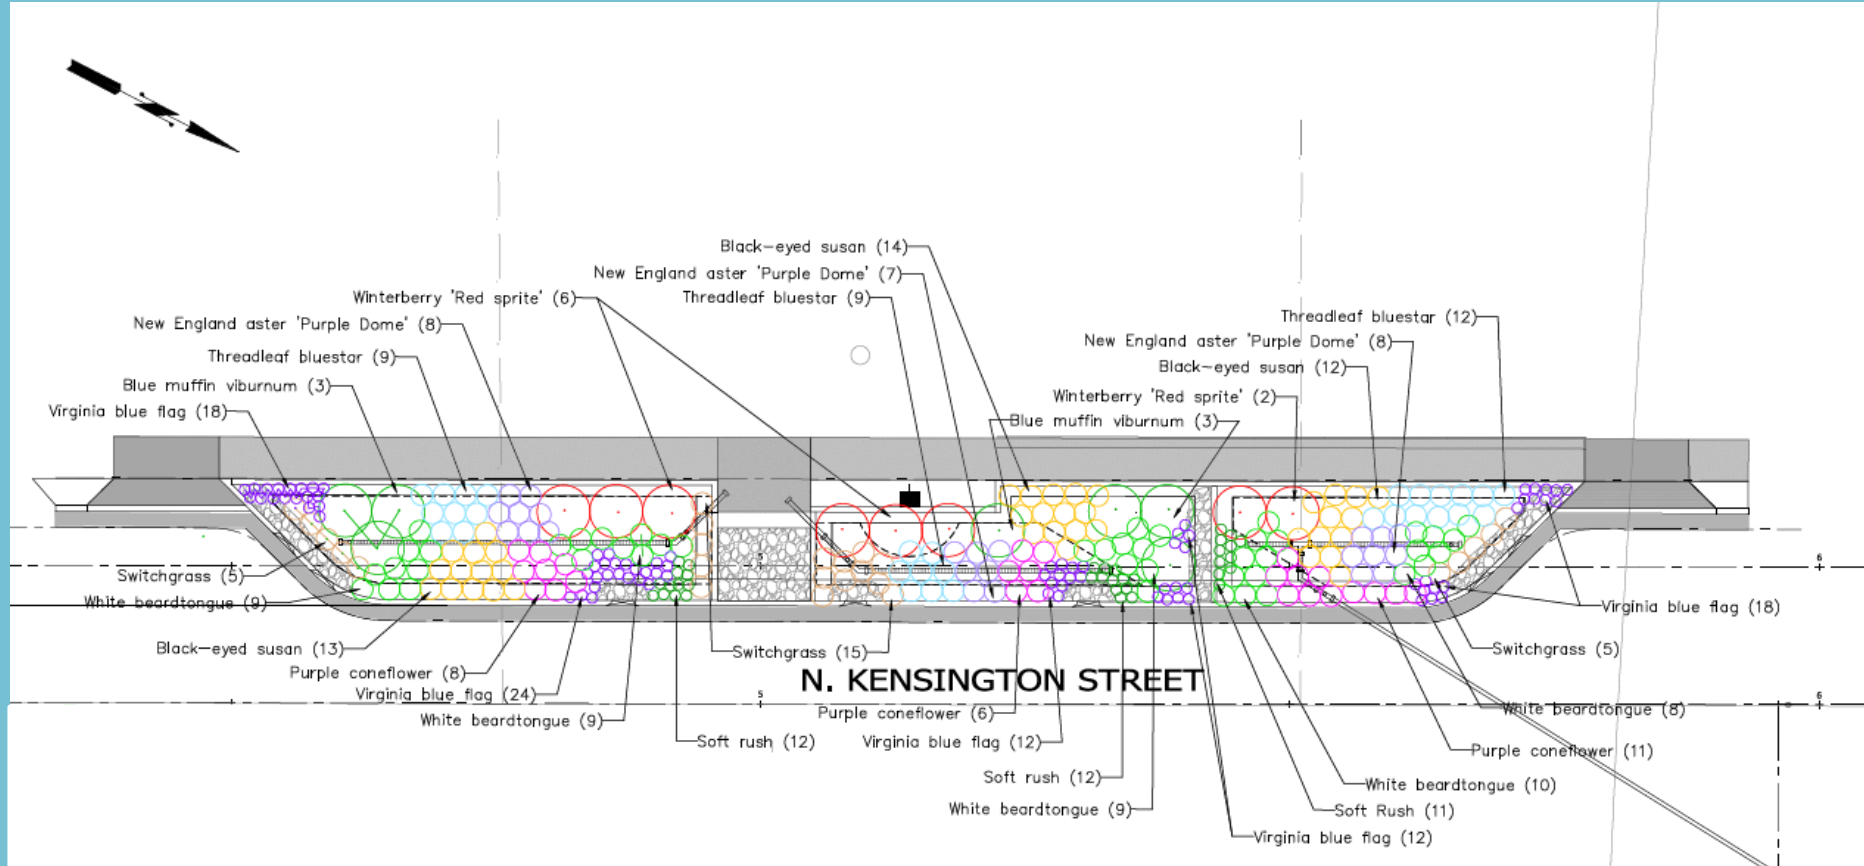 Black-eyed susan (14)
New England aster 'Purple Dome' (7)
Winterberry 'Red sprite' (6)
Threadleaf bluestar (9)
New England aster 'Purple Dome' (8)
Threadleaf bluestar (12)
New England aster 'Purple Dome' (8)
Threadleaf bluestar (9)
Black-eyed susan (12)
Blue muffin viburnum (3)
Winterberry 'Red sprite' (2)
Virginia blue flag (18)
Blue muffin viburnum (3)
5
6
Switchgrass (5)
White beardtongue (9)
Virginia blue flag (18)
Black-eyed susan (13)
Switchgrass (15)
Switchgrass (5)
Purple coneflower (8)
N. KENSINGTON STREET
Virginia blue flag (24)
5
6
White beardtongue (9)
Purple coneflower (6)
White beardtongue (8)
Soft rush (12)
Virginia blue flag (12)
Purple coneflower (11)
Soft rush (12)
White beardtongue (10)
White beardtongue (9)
Soft Rush (11)
Virginia blue flag (12)